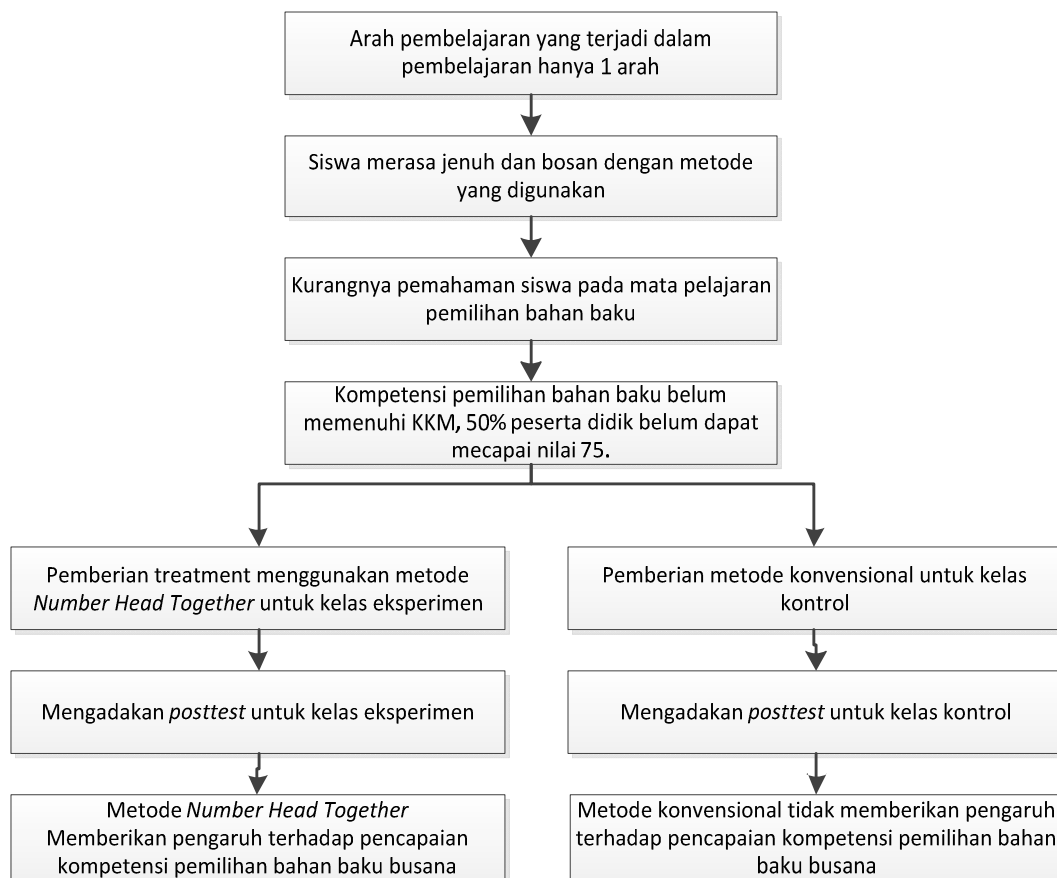 Arah pembelajaran yang terjadi dalam
pembelajaran hanya 1 arah
Siswa merasa jenuh dan bosan dengan metode
yang digunakan
Kurangnya pemahaman siswa pada mata pelajaran
pemilihan bahan baku
Kompetensi pemilihan bahan baku belum
memenuhi KKM, 50% peserta didik belum dapat
mecapai nilai 75.
Pemberian treatment menggunakan metode
Number Head Together untuk kelas eksperimen
Pemberian metode konvensional untuk kelas
kontrol
Mengadakan posttest untuk kelas eksperimen
Mengadakan posttest untuk kelas kontrol
Metode Number Head Together
Memberikan pengaruh terhadap pencapaian
kompetensi pemilihan bahan baku busana
Metode konvensional tidak memberikan pengaruh
terhadap pencapaian kompetensi pemilihan bahan
baku busana